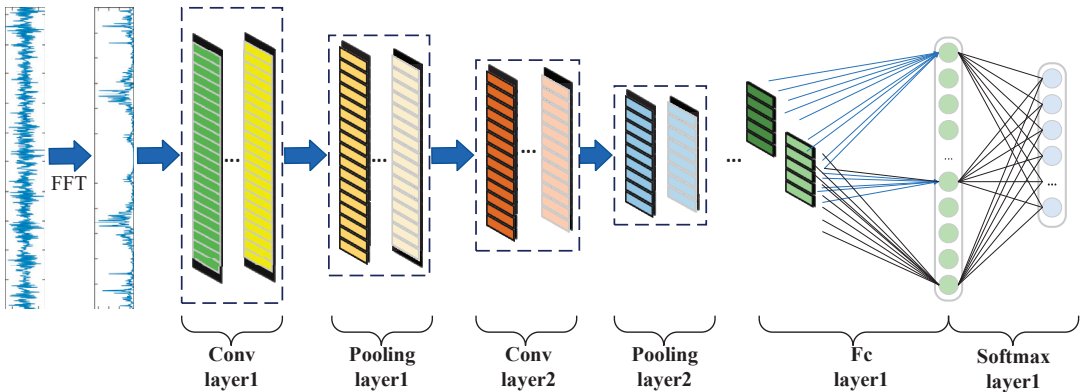 FFT
...
...
...
...
...
...
Conv
layer1
Pooling
layer1
Conv
layer2
Pooling
layer2
Fc
layer1
Softmax
layer1